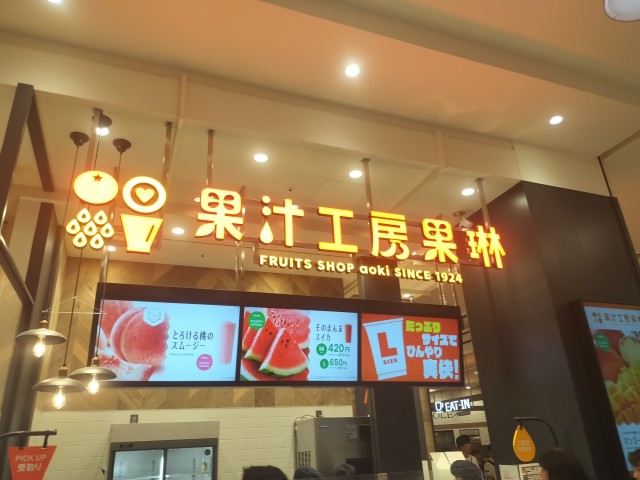 果汁工房果琳
FRUITS SHOP aoki SINCE 1924
とろける桃の
スムージー
そのまんま
スイカ
M 420円
L 650円
L
SIZE
たっぷり
サイズで
ひんやり
爽快!
EAT-IN
PICK UP
受取り